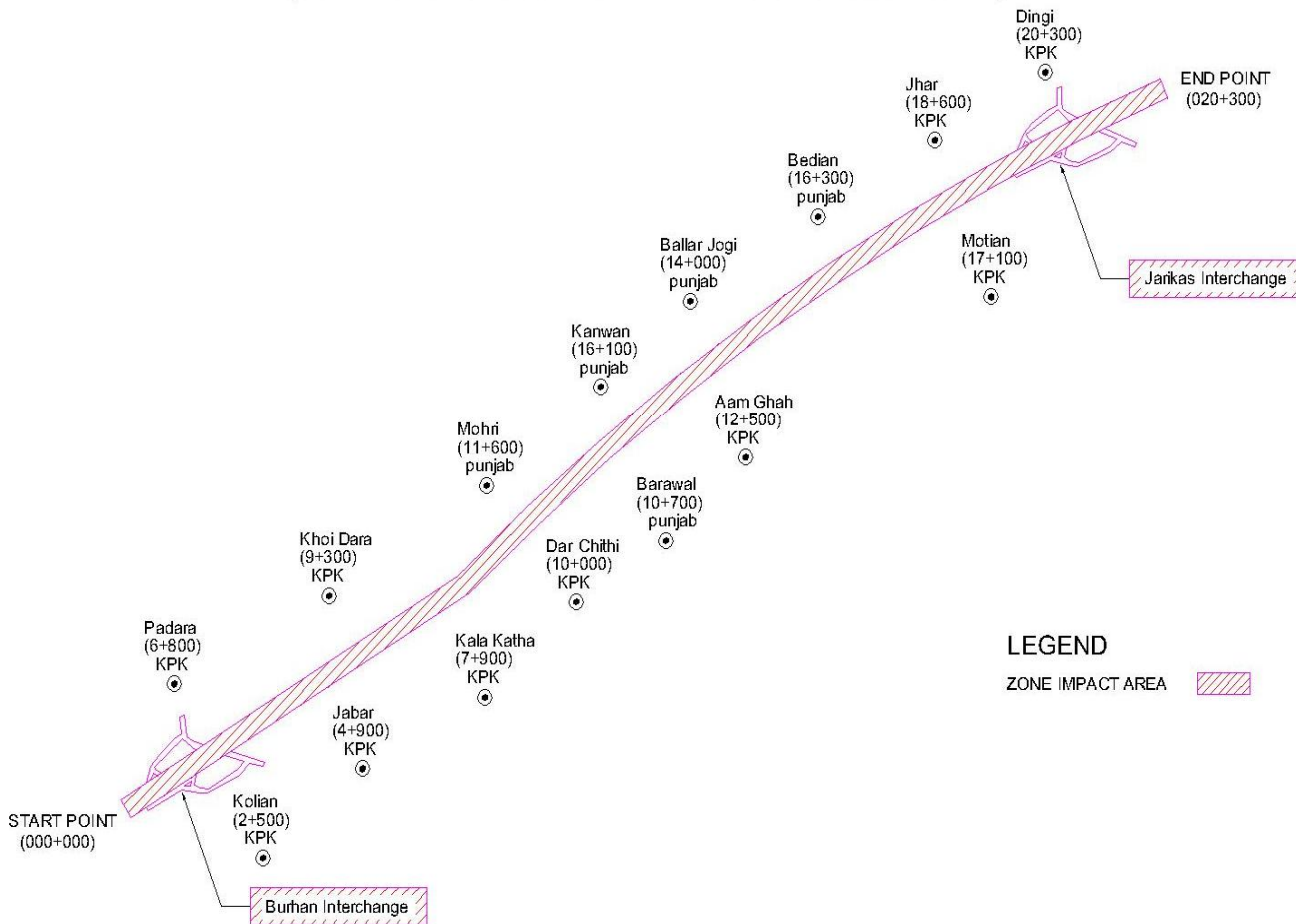 Dingi
(20+300)
KPK
END POINT
(020+300)
Jhar
(18+600)
KPK
Bedian
(16+300)
punjab
Ballar Jogi
(14+000)
punjab
Motian
(17+100)
KPK
Jarikas Interchange
Kanwan
(16+100)
punjab
Aam Ghah
(12+500)
KPK
Mohri
(11+600)
punjab
Barawal
(10+700)
punjab
Khoi Dara
(9+300)
KPK
Dar Chithi
(10+000)
KPK
Padara
(6+800)
KPK
Kala Katha
(7+900)
KPK
LEGEND
ZONE IMPACT AREA
Jabar
(4+900)
KPK
Kolian
(2+500)
KPK
START POINT
(000+000)
Burhan Interchange